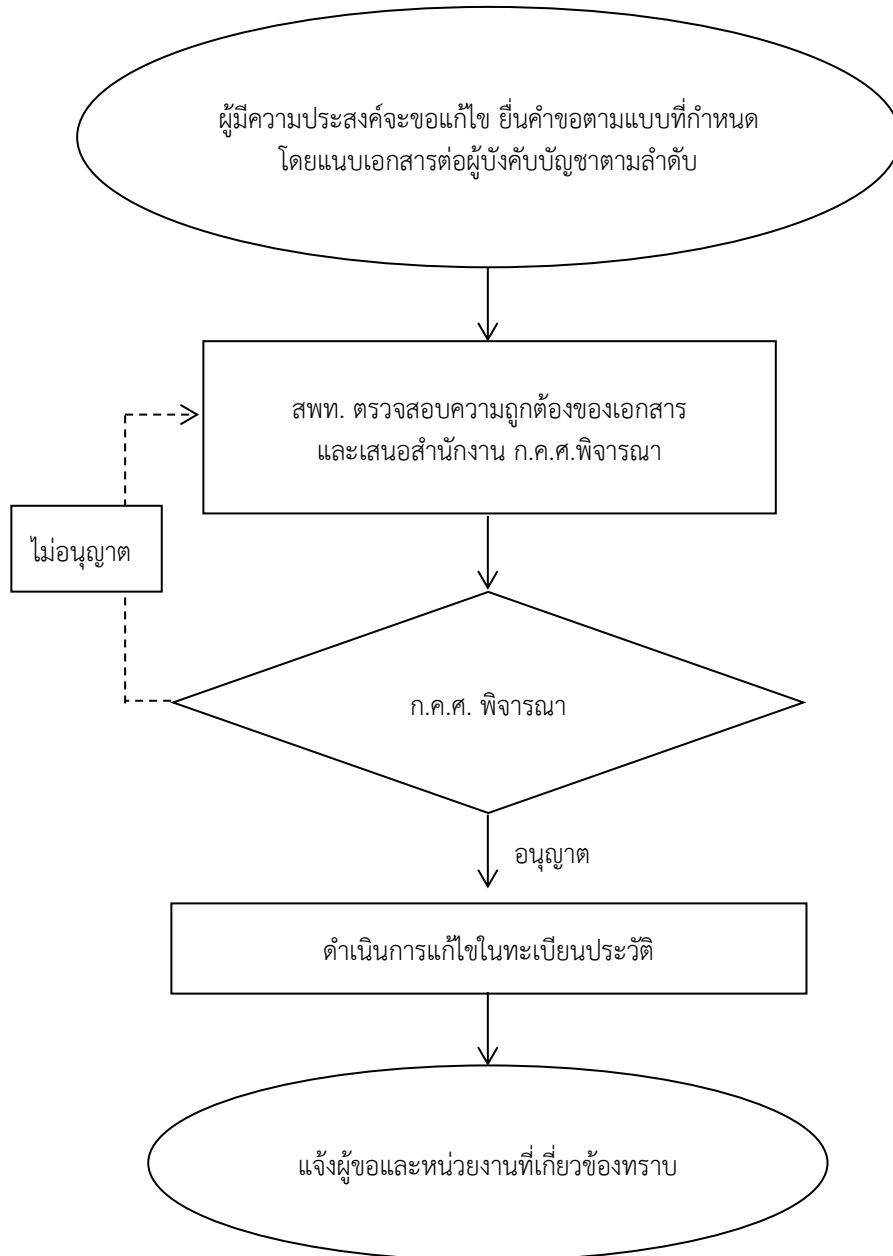 ผู้มีความประสงค์จะขอแก้ไข ยื่นคำขอตามแบบที่กำหนด
โดยแนบเอกสารต่อผู้บังคับบัญชาตามลำดับ
สพท. ตรวจสอบความถูกต้องของเอกสาร
และเสนอสำนักงาน ก.ค.ศ.พิจารณา
ไม่อนุญาต
ก.ค.ศ. พิจารณา
อนุญาต
ดำเนินการแก้ไขในทะเบียนประวัติ
แจ้งผู้ขอและหน่วยงานที่เกี่ยวข้องทราบ